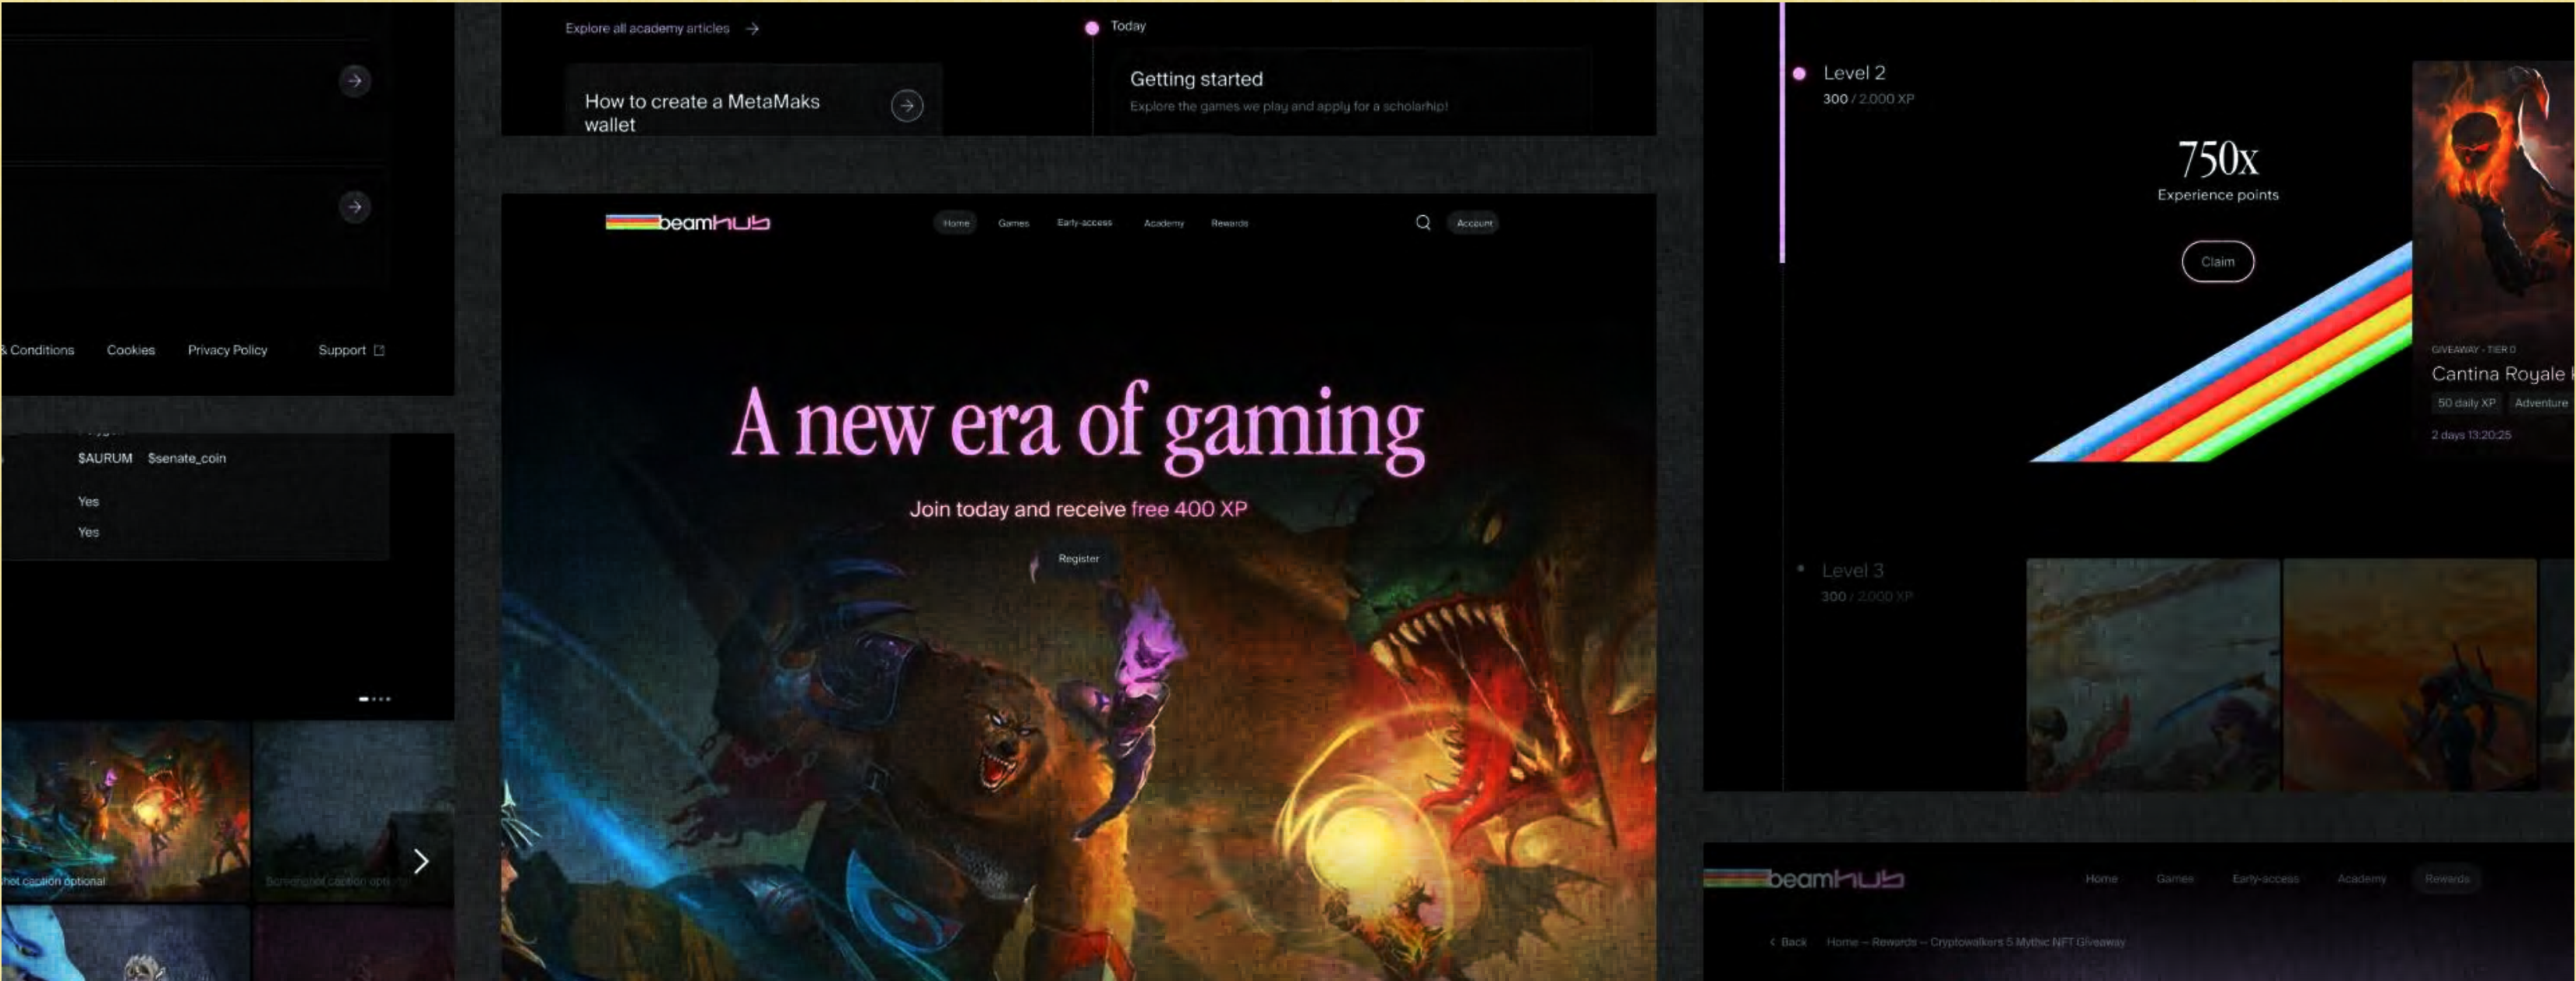 & Conditions
Cookies
Privacy Policy
Support
$AURUM $senate_coin
Yes
Yes
caption optional
Screenshot caption
Explore all academy articles
How to create a MetaMaks
wallet
Today
Getting started
Explore the games we play and apply for a scholarhip!
beamhub
Home
Games
Early-access
Academy
Rewards
Account
A new era of gaming
Join today and receive free 400 XP
Register
Level 2
300 / 2.000 XP
750x
Experience points
Claim
GIVEAWAY - TIER 0
Cantina Royale
50 daily XP
Adventure
2 days 13:20:25
Level 3
300 / 2.000 XP
beamhub
Home
Games
Early-access
Academy
Rewards
Back
Home – Rewards – Cryptowalkers 5 Mythic NFT Giveaway